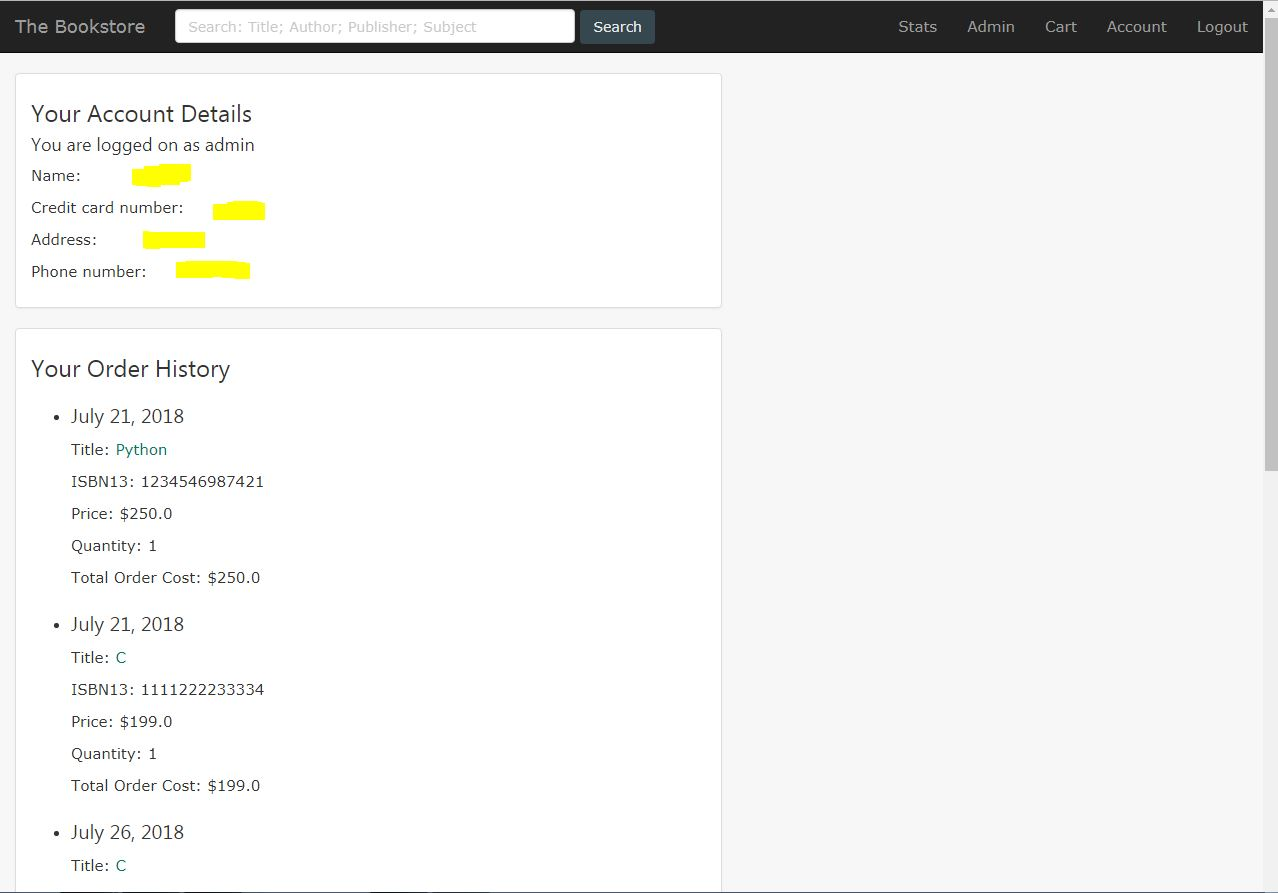 The Bookstore
Search: Title; Author; Publisher; Subject
Search
Stats
Admin
Cart
Account
Logout
Your Account Details
You are logged on as admin
Name:
Credit card number:
Address:
Phone number:
Your Order History
July 21, 2018
Title: Python
ISBN13: 1234546987421
Price: $250.0
Quantity: 1
Total Order Cost: $250.0
July 21, 2018
Title: C
ISBN13: 1111222233334
Price: $199.0
Quantity: 1
Total Order Cost: $199.0
July 26, 2018
Title: C